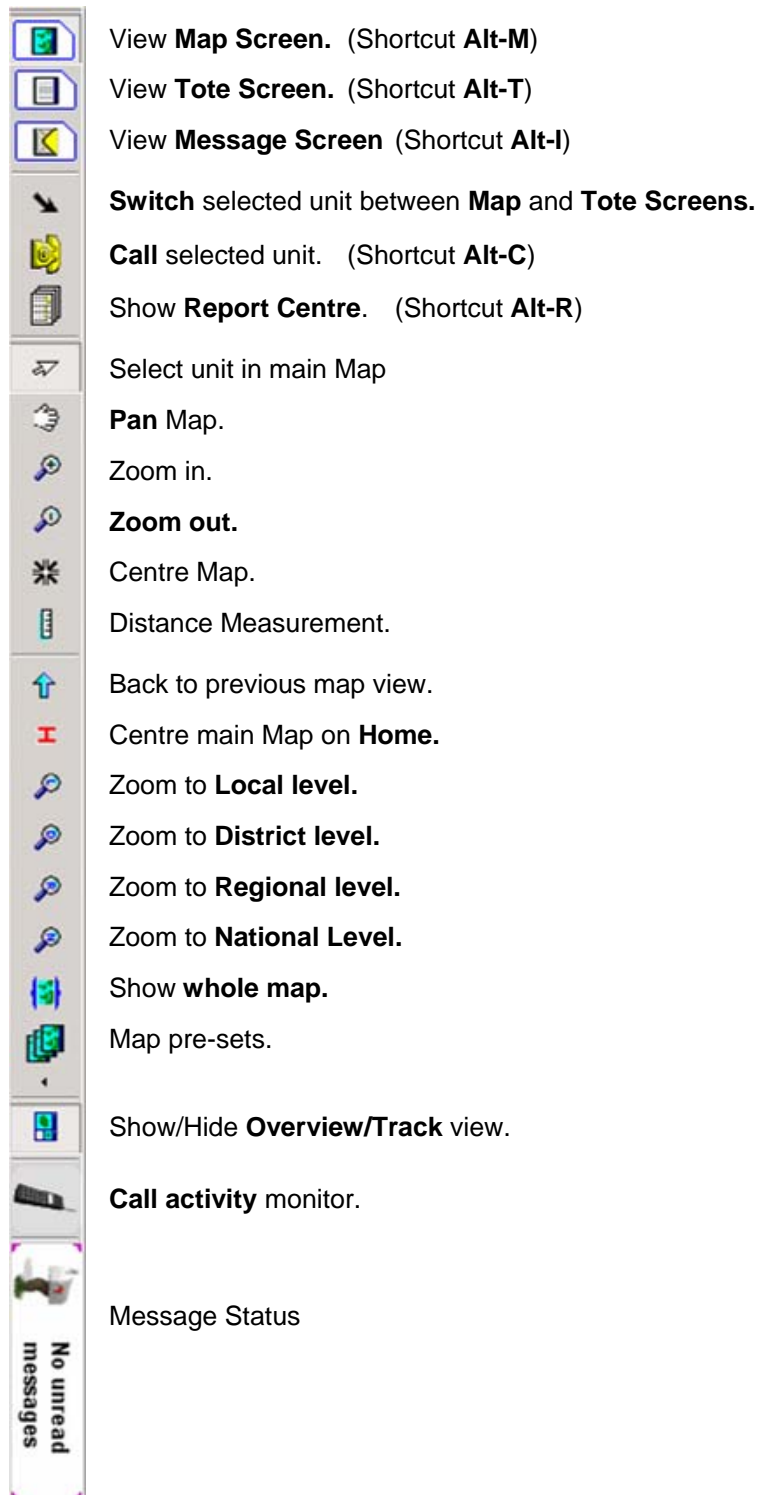 View Map Screen. (Shortcut Alt-M)
View Tote Screen. (Shortcut Alt-T)
View Message Screen (Shortcut Alt-I)
Switch selected unit between Map and Tote Screens.
Call selected unit. (Shortcut Alt-C)
Show Report Centre. (Shortcut Alt-R)
Select unit in main Map
Pan Map.
Zoom in.
Zoom out.
Centre Map.
Distance Measurement.
Back to previous map view.
Centre main Map on Home.
Zoom to Local level.
Zoom to District level.
Zoom to Regional level.
Zoom to National Level.
Show whole map.
Map pre-sets.
Show/Hide Overview/Track view.
Call activity monitor.
Message Status
No unread
messages